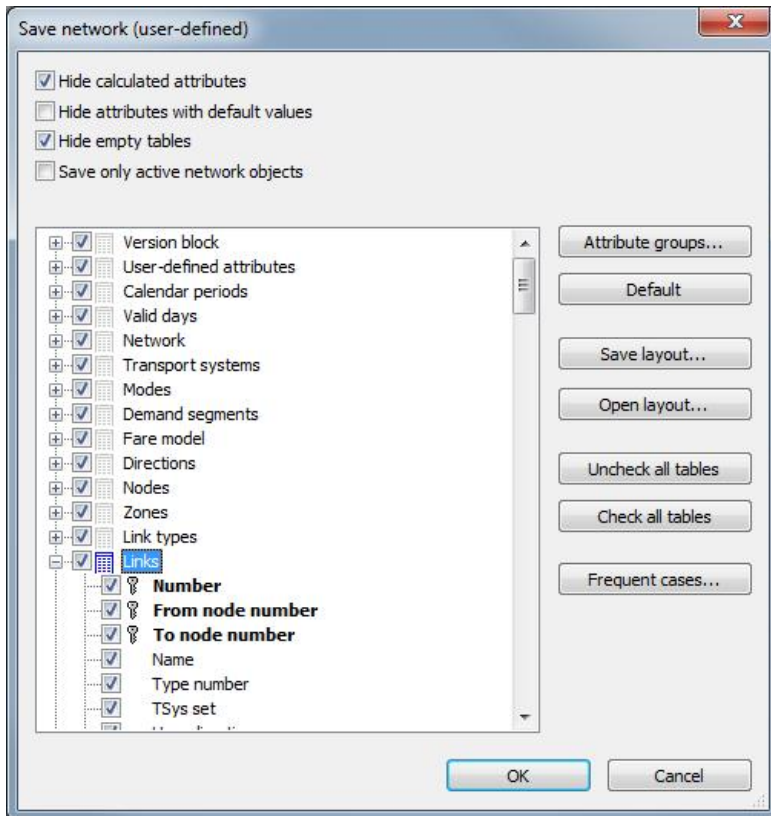 Save network (user-defined)
Hide calculated attributes
Hide attributes with default values
Hide empty tables
Save only active network objects
Version block
User-defined attributes
Calendar periods
Valid days
Network
Transport systems
Modes
Demand segments
Fare model
Directions
Nodes
Zones
Link types
Links
Number
From node number
To node number
Name
Type number
TSys set
Attribute groups...
Default
Save layout...
Open layout...
Uncheck all tables
Check all tables
Frequent cases...
OK
Cancel